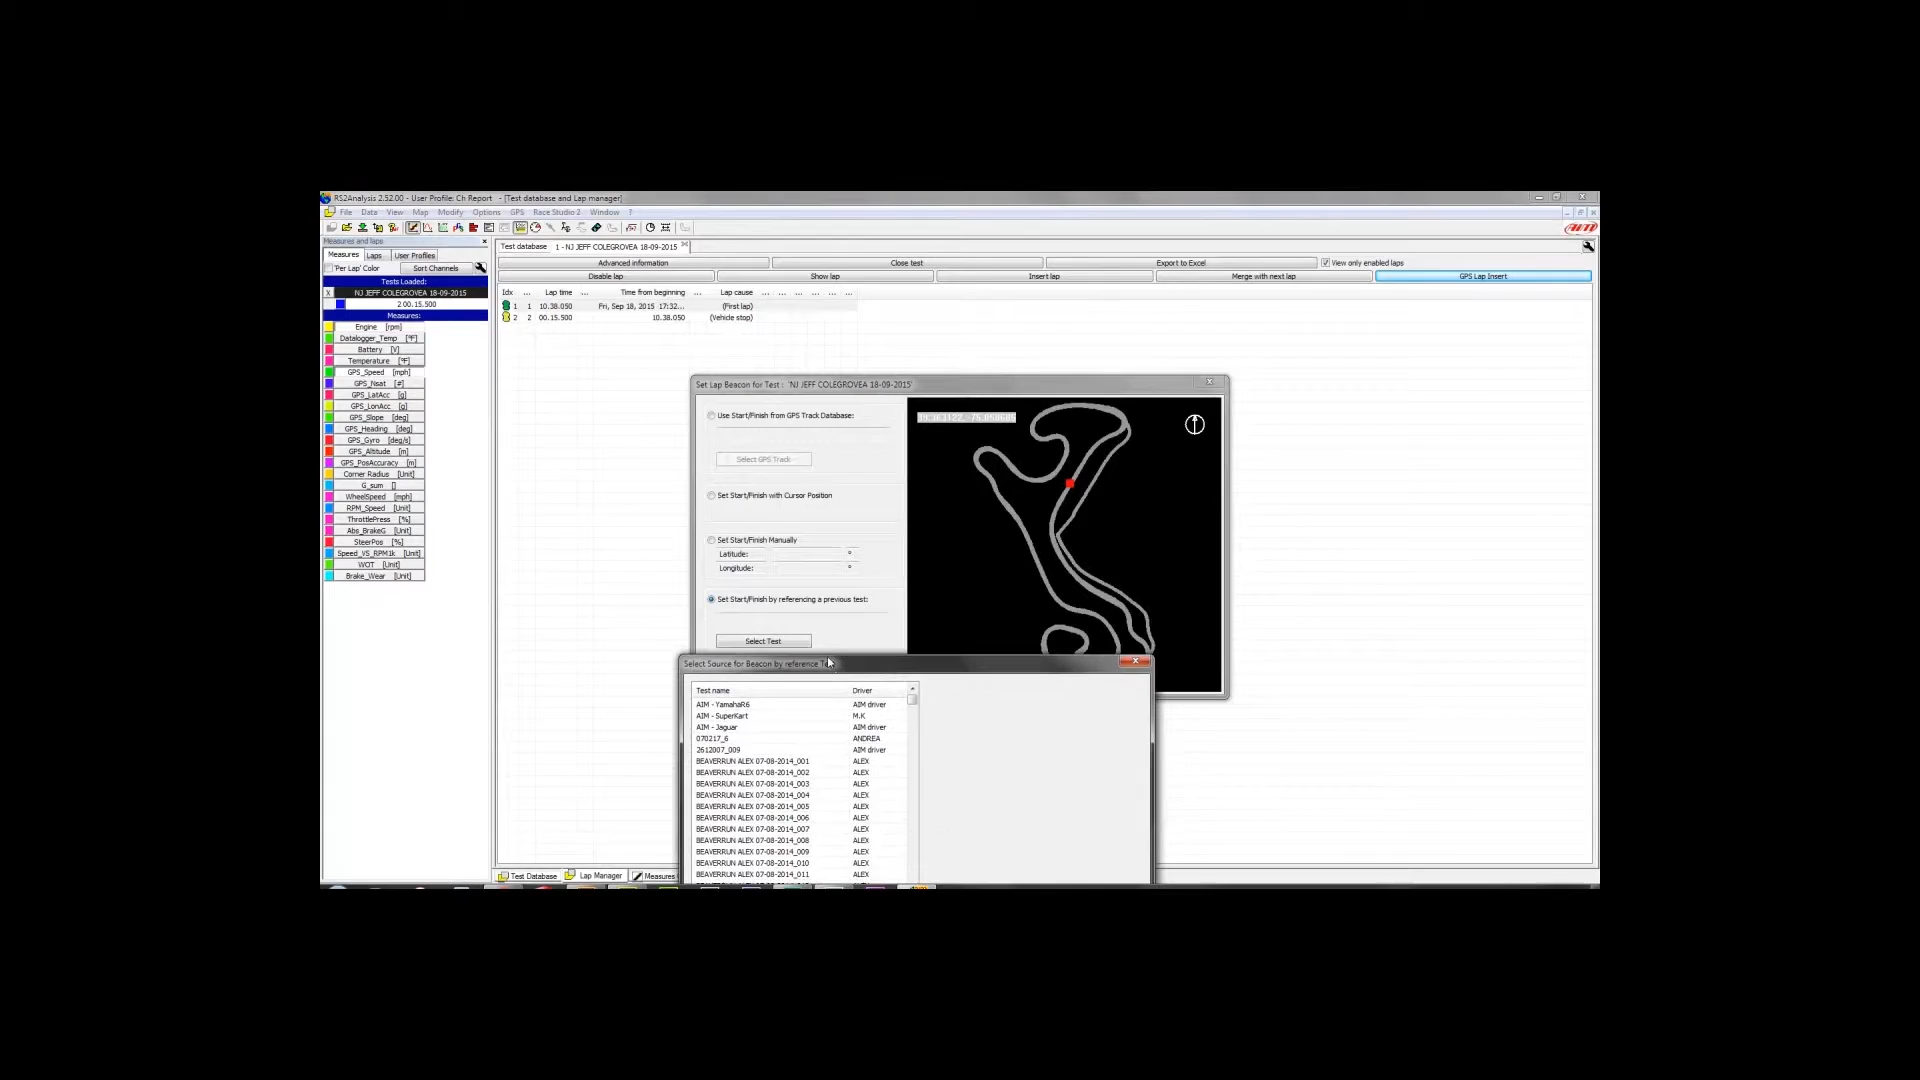 RS2Analysis 2.52.00 - User Profile: Ch Report - [Test database and Lap manager]
File Data View Map Modify Options GPS Race Studio 2 Window ?
Measures and laps
Measures Laps User Profiles
'Per Lap' Color Sort Channels
Tests Loaded:
X NJ JEFF COLEGROVEA 18-09-2015
2 00.15.500
Measures:
Engine [rpm]
Datalogger_Temp [°F]
Battery [V]
Temperature [°F]
GPS_Speed [mph]
GPS_Nsat [#]
GPS_LatAcc [g]
GPS_LonAcc [g]
GPS_Slope [deg]
GPS_Heading [deg]
GPS_Gyro [deg/s]
GPS_Altitude [m]
GPS_PosAccuracy [m]
Corner Radius [Unit]
G_sum []
WheelSpeed [mph]
RPM_Speed [Unit]
ThrottlePress [%]
Abs_BrakeG [Unit]
SteerPos [%]
Speed_VS_RPM1k [Unit]
WOT [Unit]
Brake_Wear [Unit]
Test database 1 - NJ JEFF COLEGROVEA 18-09-2015
Advanced information Close test Export to Excel View only enabled laps
Disable lap Show lap Insert lap Merge with next lap GPS Lap Insert
Idx ... Lap time ... Time from beginning ... Lap cause ... ... ... ... ... ...
1 1 10.38.050 Fri, Sep 18, 2015 17:32... (First lap)
2 2 00.15.500 10.38.050 (Vehicle stop)
Set Lap Beacon for Test : 'NJ JEFF COLEGROVEA 18-09-2015'
Use Start/Finish from GPS Track Database:
Select GPS Track
Set Start/Finish with Cursor Position
Set Start/Finish Manually
Latitude: °
Longitude: °
Set Start/Finish by referencing a previous test:
Select Test
Select Source for Beacon by reference
Test name Driver
AIM - YamahaR6 AIM driver
AIM - SuperKart M.K
AIM - Jaguar AIM driver
070217_6 ANDREA
2612007_009 AIM driver
BEAVERRUN ALEX 07-08-2014_001 ALEX
BEAVERRUN ALEX 07-08-2014_002 ALEX
BEAVERRUN ALEX 07-08-2014_003 ALEX
BEAVERRUN ALEX 07-08-2014_004 ALEX
BEAVERRUN ALEX 07-08-2014_005 ALEX
BEAVERRUN ALEX 07-08-2014_006 ALEX
BEAVERRUN ALEX 07-08-2014_007 ALEX
BEAVERRUN ALEX 07-08-2014_008 ALEX
BEAVERRUN ALEX 07-08-2014_009 ALEX
BEAVERRUN ALEX 07-08-2014_010 ALEX
BEAVERRUN ALEX 07-08-2014_011 ALEX
Test Database Lap Manager Measures